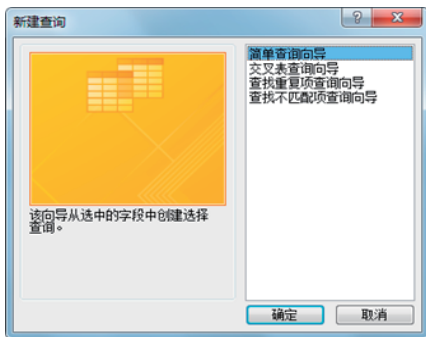 新建查询
简单查询向导
交叉表查询向导
查找重复项查询向导
查找不匹配项查询向导
该向导从选中的字段中创建选择
查询。
确定
取消